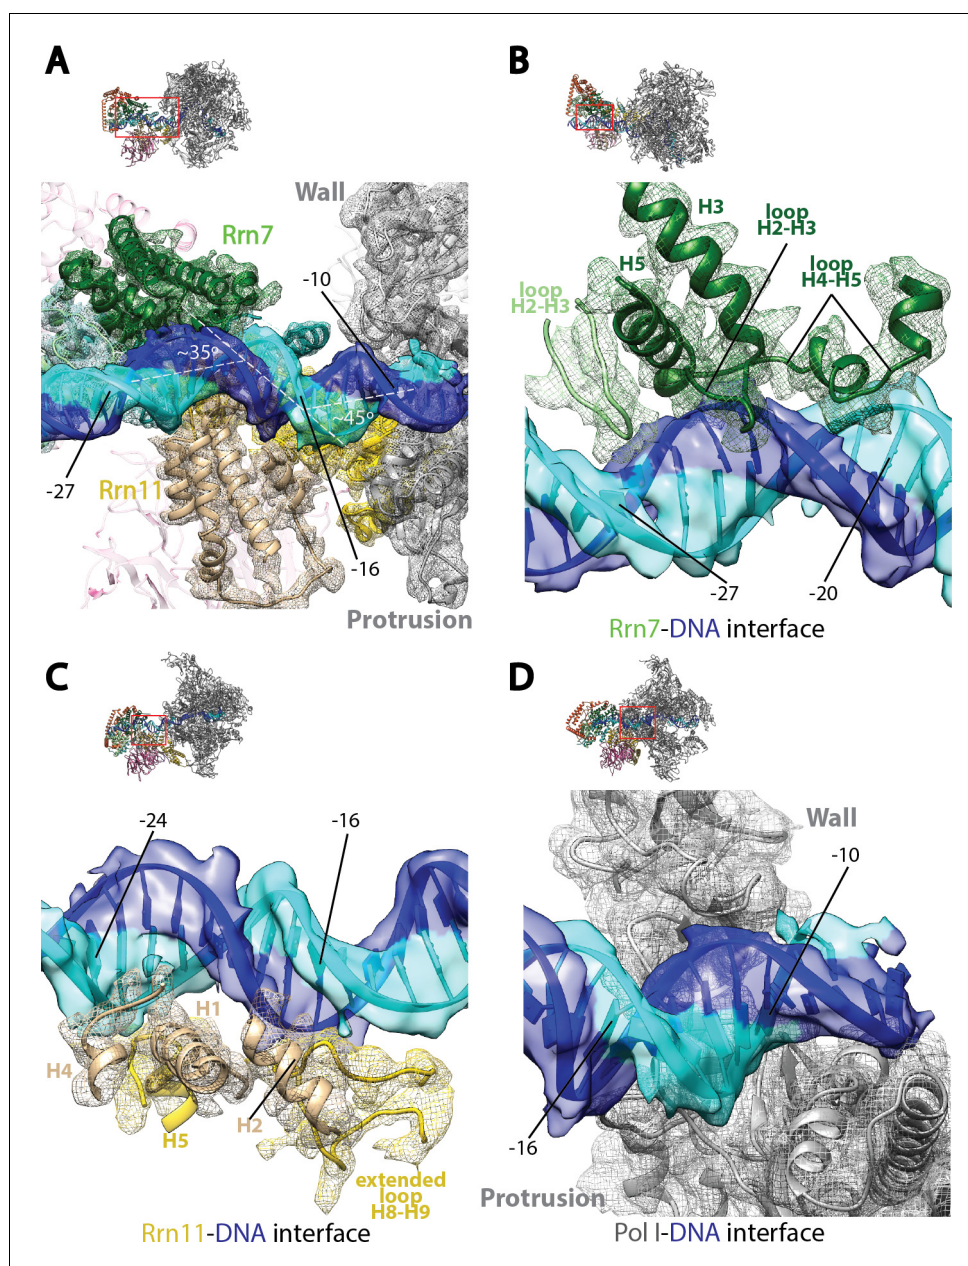 A
Wall
Rrn7
-10
~35°
~45°
-27
Rrn11
-16
Protrusion
B
H3
loop
H2-H3
H5
loop
H4-H5
loop
H2-H3
-27
-20
Rrn7-DNA interface
C
-24
-16
H1
H4
H2
H5
extended
loop
H8-H9
Rrn11-DNA interface
D
Wall
-10
-16
Protrusion
Pol I-DNA interface